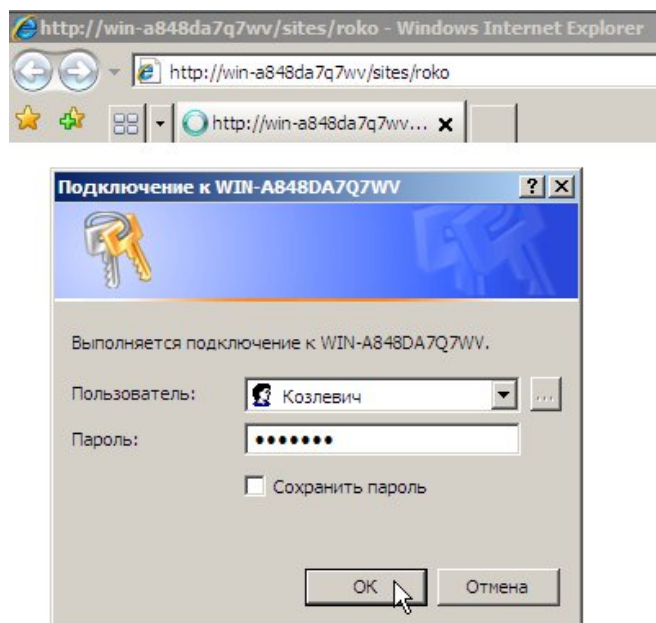 http://win-a848da7q7wv/sites/roko - Windows Internet Explorer
http://win-a848da7q7wv/sites/roko
http://win-a848da7q7wv...
Подключение к WIN-A848DA7Q7WV
Выполняется подключение к WIN-A848DA7Q7WV.
Пользователь: Козлевич ...
Пароль: •••••••
Сохранить пароль
ОК Отмена